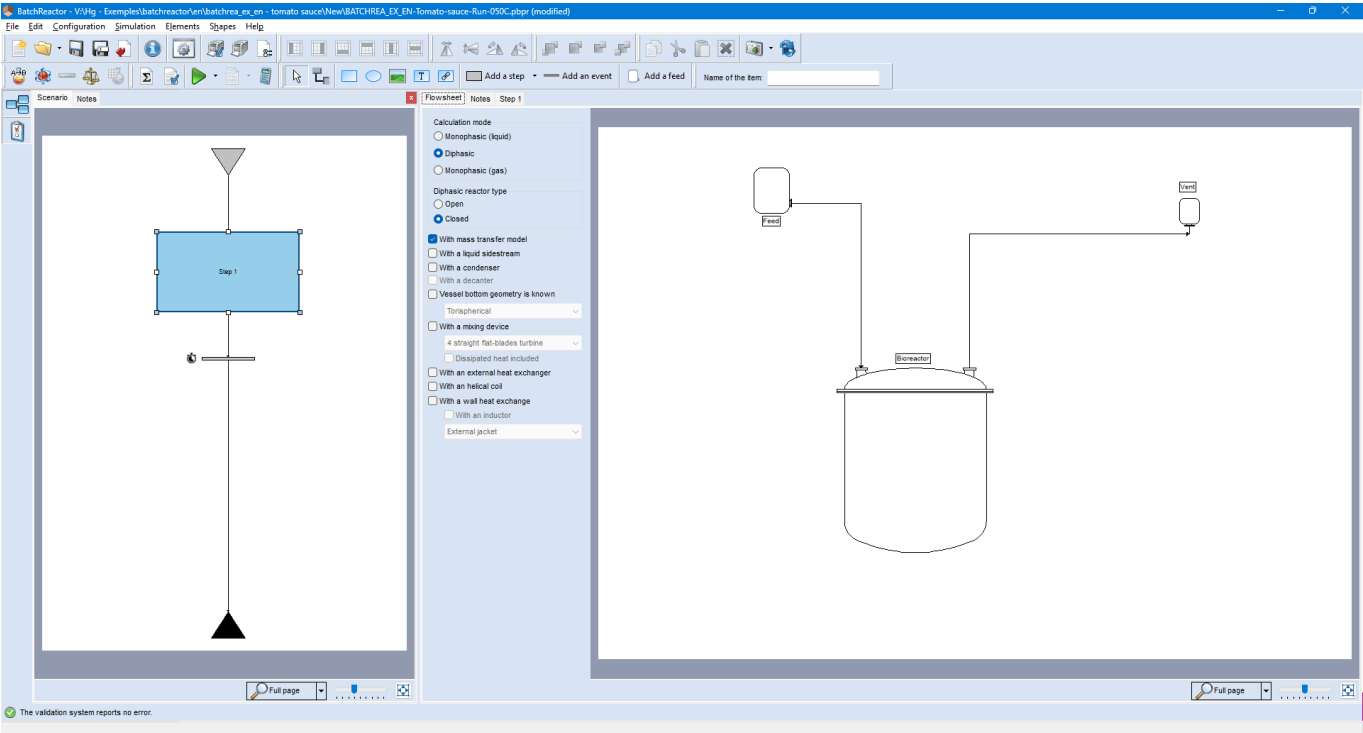 BatchReactor - V:\Hg - Exemples\batchreactor\en\batchrea_ex_en - tomato sauce\New\BATCHREA_EX_EN-Tomato-sauce-Run-050C.pbpr (modified)
File Edit Configuration Simulation Elements Shapes Help
Add a step Add an event Add a feed Name of the item:
Scenario Notes
Flowsheet Notes Step 1
Calculation mode
Monophasic (liquid)
Diphasic
Monophasic (gas)
Diphasic reactor type
Open
Closed
With mass transfer model
With a liquid sidestream
With a condenser
With a decanter
Vessel bottom geometry is known
Torispherical
With a mixing device
4 straight flat-blades turbine
Dissipated heat included
With an external heat exchanger
With an helical coil
With a wall heat exchange
With an inductor
External jacket
Step 1
Feed
Vent
Bioreactor
Full page
Full page
The validation system reports no error.